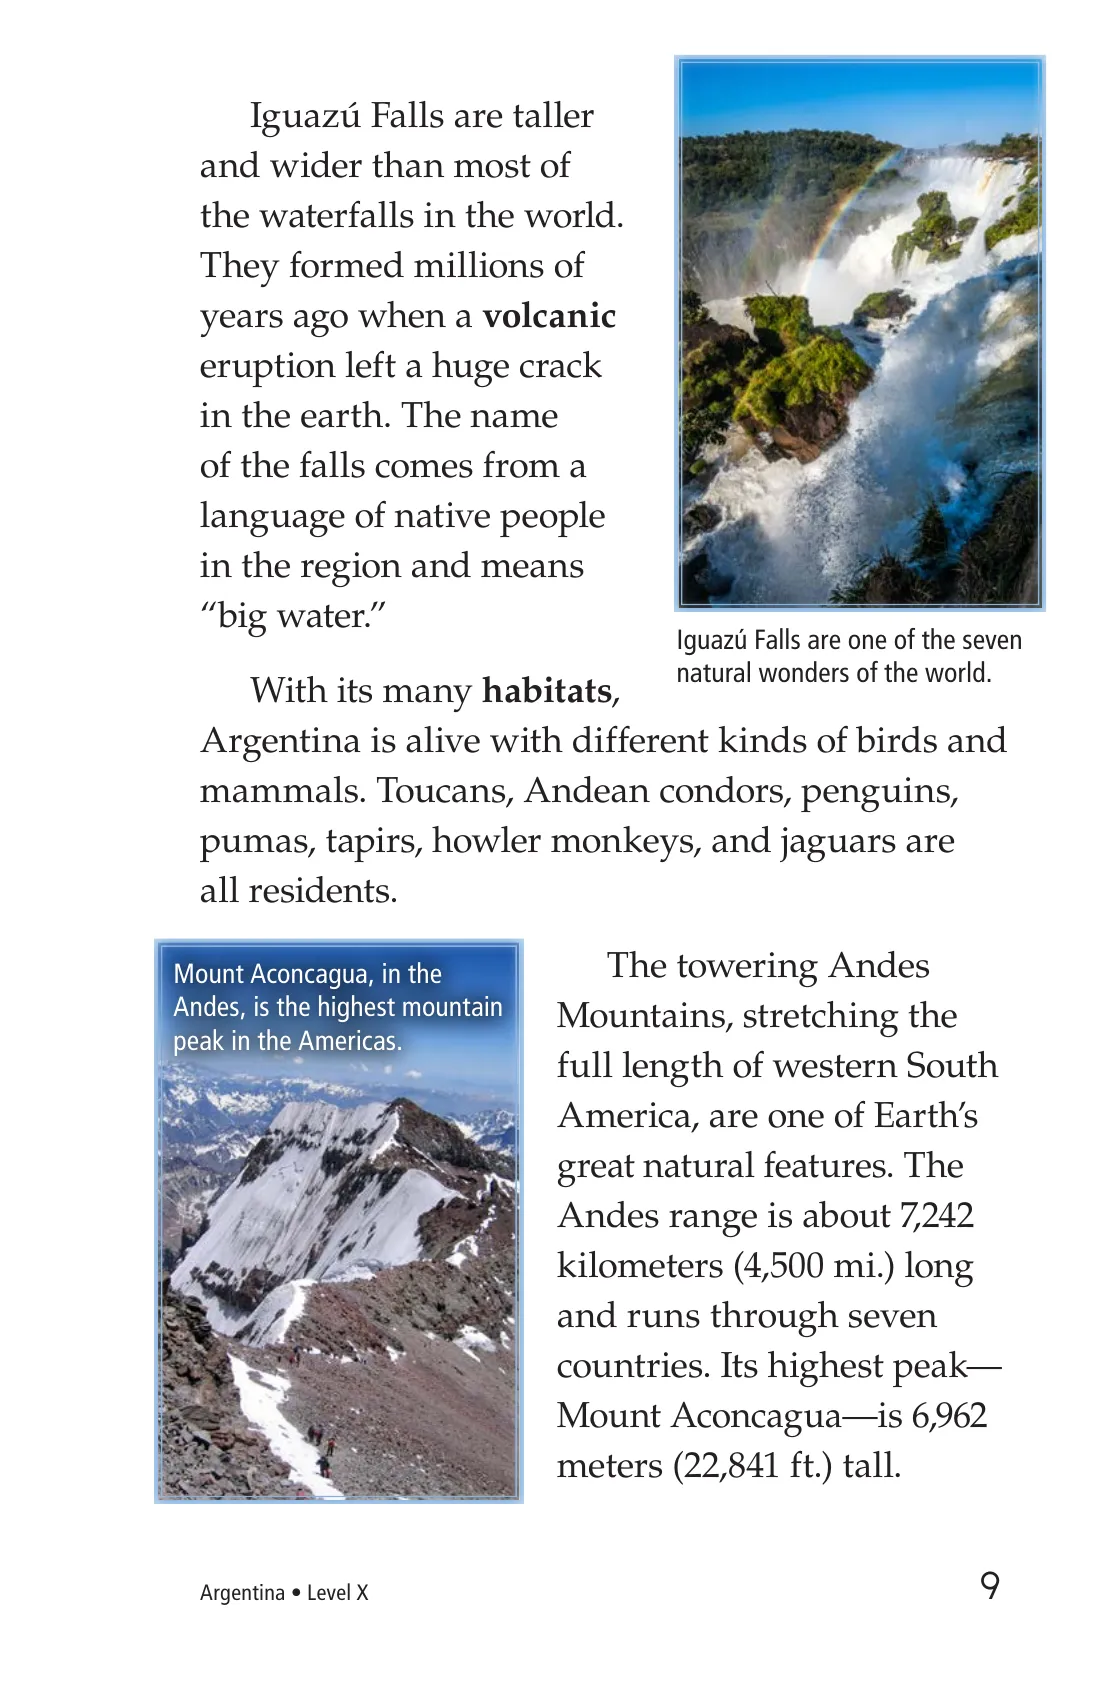 Iguazú Falls are taller
and wider than most of
the waterfalls in the world.
They formed millions of
years ago when a volcanic
eruption left a huge crack
in the earth. The name
of the falls comes from a
language of native people
in the region and means
“big water.”
Iguazú Falls are one of the seven
natural wonders of the world.
With its many habitats,
Argentina is alive with different kinds of birds and
mammals. Toucans, Andean condors, penguins,
pumas, tapirs, howler monkeys, and jaguars are
all residents.
Mount Aconcagua, in the
Andes, is the highest mountain
peak in the Americas.
The towering Andes
Mountains, stretching the
full length of western South
America, are one of Earth’s
great natural features. The
Andes range is about 7,242
kilometers (4,500 mi.) long
and runs through seven
countries. Its highest peak—
Mount Aconcagua—is 6,962
meters (22,841 ft.) tall.
Argentina • Level X
9